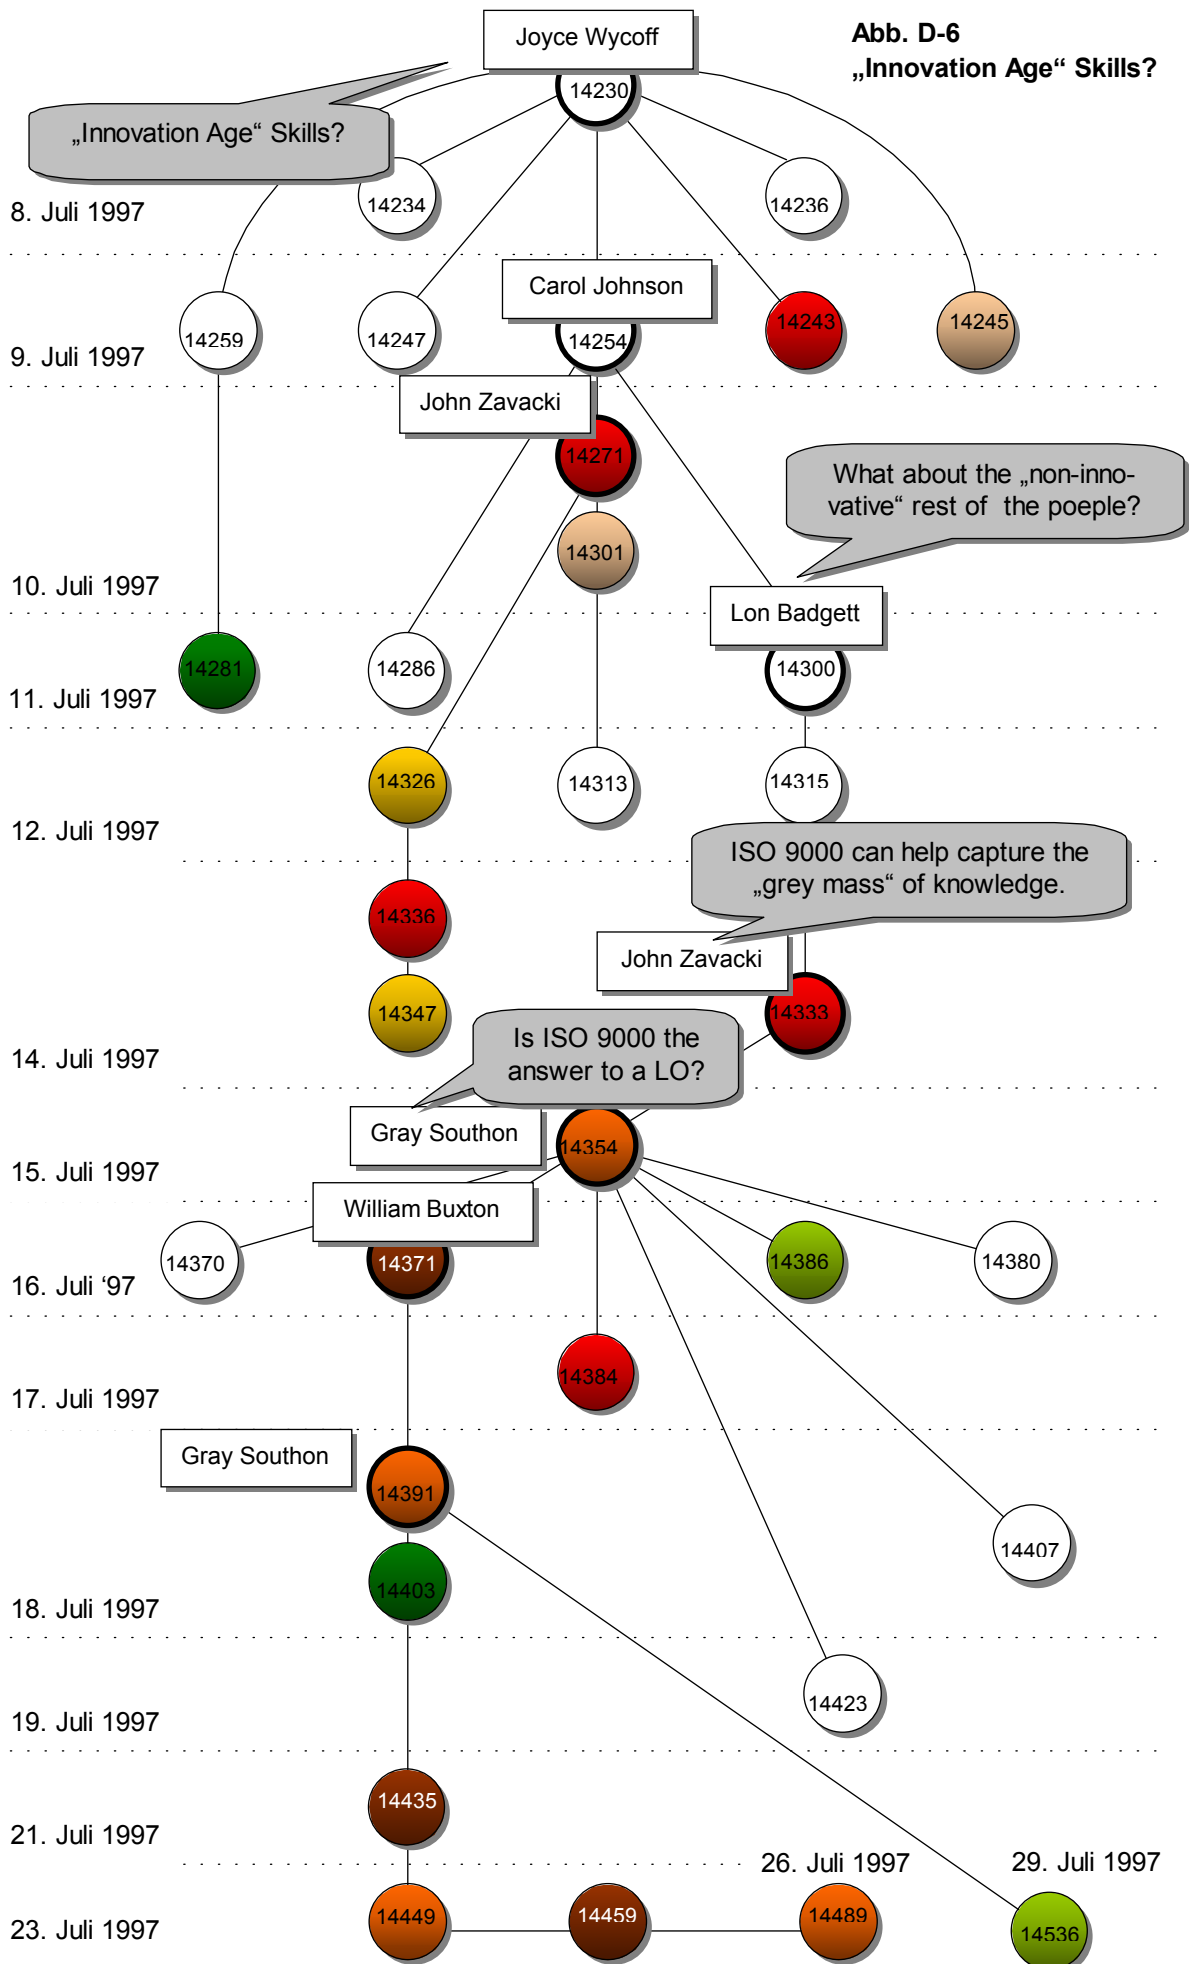 Joyce Wycoff
Abb. D-6
„Innovation Age“ Skills?
14230
„Innovation Age“ Skills?
14234
14236
8. Juli 1997
Carol Johnson
14259
14247
14254
14243
14245
9. Juli 1997
John Zavacki
14271
What about the „non-inno-
vative“ rest of the poeple?
14301
10. Juli 1997
Lon Badgett
14281
14286
14300
11. Juli 1997
14326
14313
14315
12. Juli 1997
ISO 9000 can help capture the
„grey mass“ of knowledge.
14336
John Zavacki
14347
14333
Is ISO 9000 the
answer to a LO?
14. Juli 1997
Gray Southon
14354
15. Juli 1997
William Buxton
14370
14371
14386
14380
16. Juli ‘97
14384
17. Juli 1997
Gray Southon
14391
14407
14403
18. Juli 1997
14423
19. Juli 1997
14435
21. Juli 1997
26. Juli 1997
29. Juli 1997
14449
14459
14489
14536
23. Juli 1997